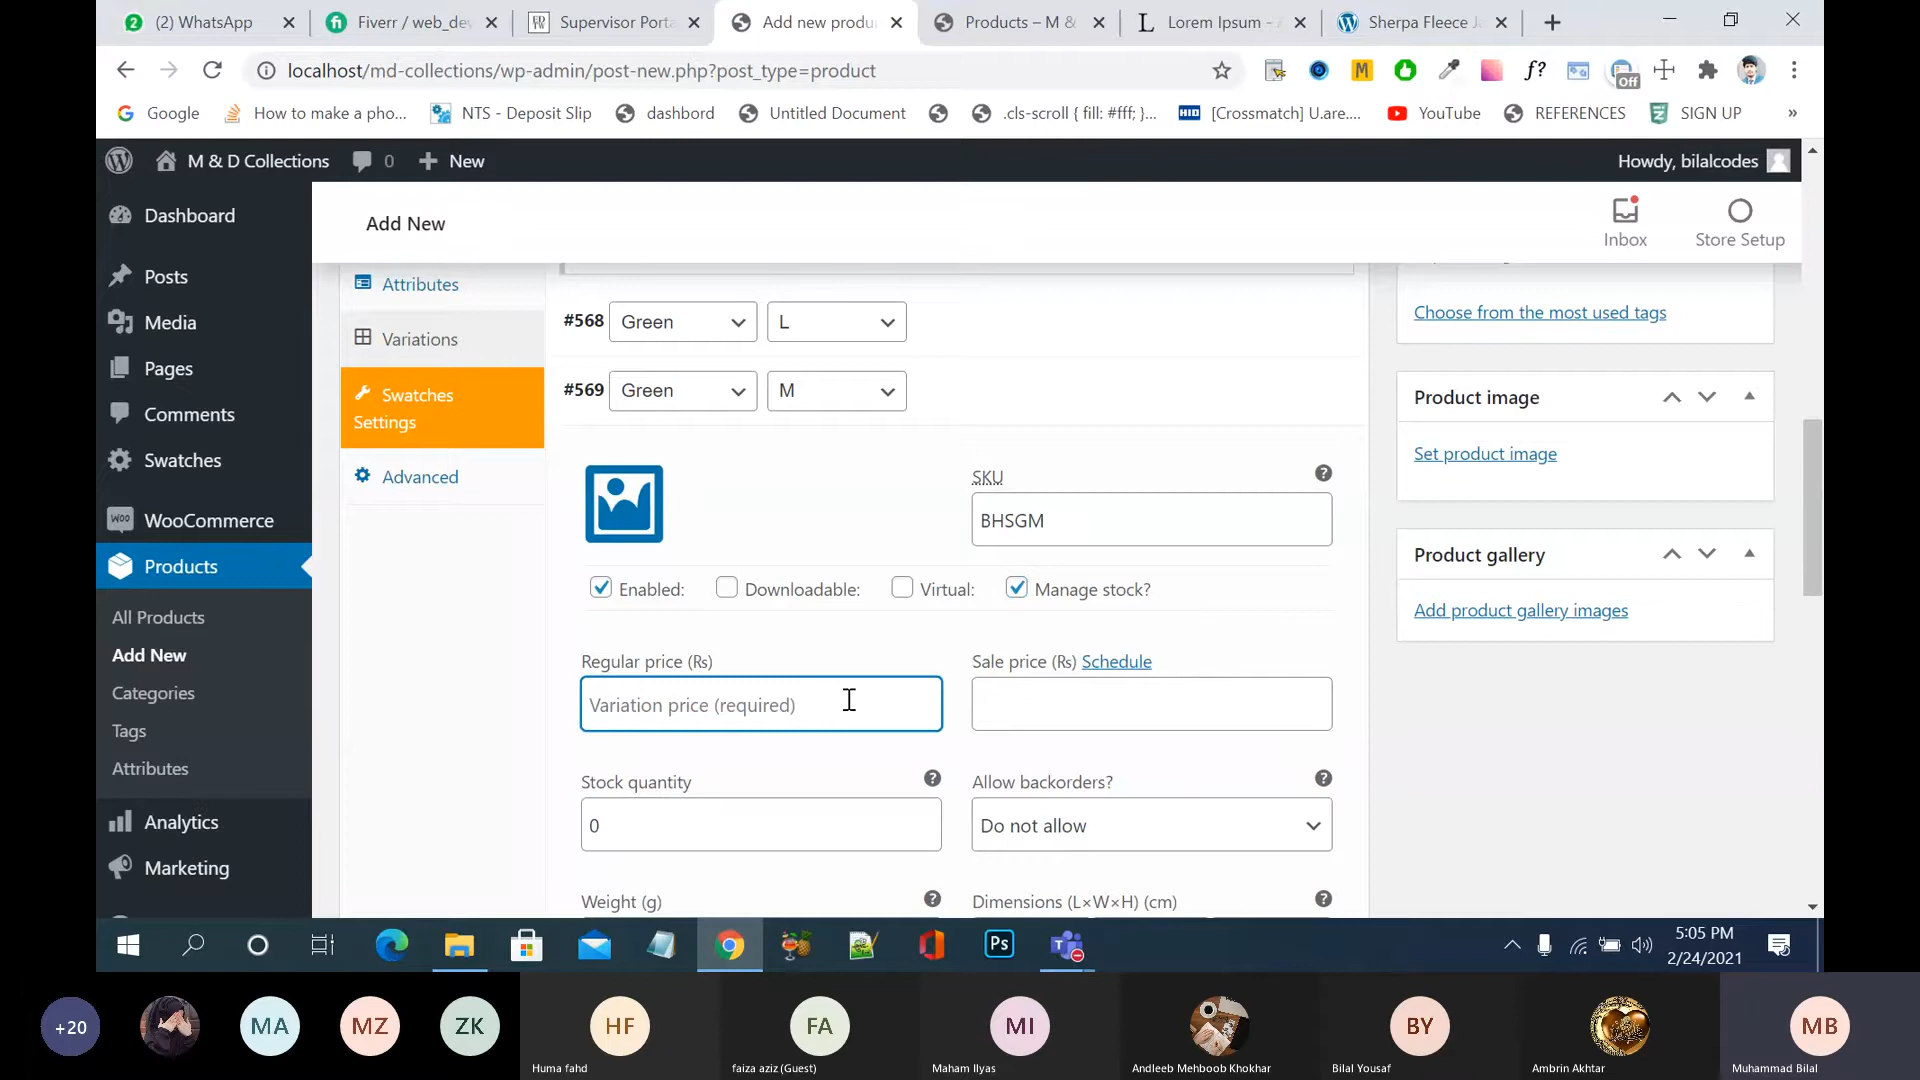 (2) WhatsApp
Fiverr / web_dev
Supervisor Porta
Add new produ
Products – M &
Lorem Ipsum -
Sherpa Fleece Ja
localhost/md-collections/wp-admin/post-new.php?post_type=product
M
f?
Off
Google
How to make a pho...
NTS - Deposit Slip
dashbord
Untitled Document
.cls-scroll { fill: #fff; }...
HID
[Crossmatch] U.are....
YouTube
REFERENCES
SIGN UP
»
M & D Collections
0
New
Howdy, bilalcodes
Add New
Inbox
Store Setup
Dashboard
Posts
Media
Pages
Comments
Swatches
WooCommerce
Products
All Products
Add New
Categories
Tags
Attributes
Analytics
Marketing
Attributes
Variations
Swatches
Settings
Advanced
#568 Green L
#569 Green M
SKU
BHSGM
Enabled: Downloadable: Virtual: Manage stock?
Regular price (₨)
Variation price (required)
Sale price (₨) Schedule
Stock quantity
0
Allow backorders?
Do not allow
Weight (g)
Dimensions (L×W×H) (cm)
Choose from the most used tags
Product image
Set product image
Product gallery
Add product gallery images
Ps
5:05 PM
2/24/2021
+20
MA
MZ
ZK
HF
Huma fahd
FA
faiza aziz (Guest)
MI
Maham Ilyas
Andleeb Mehboob Khokhar
BY
Bilal Yousaf
Ambrin Akhtar
MB
Muhammad Bilal